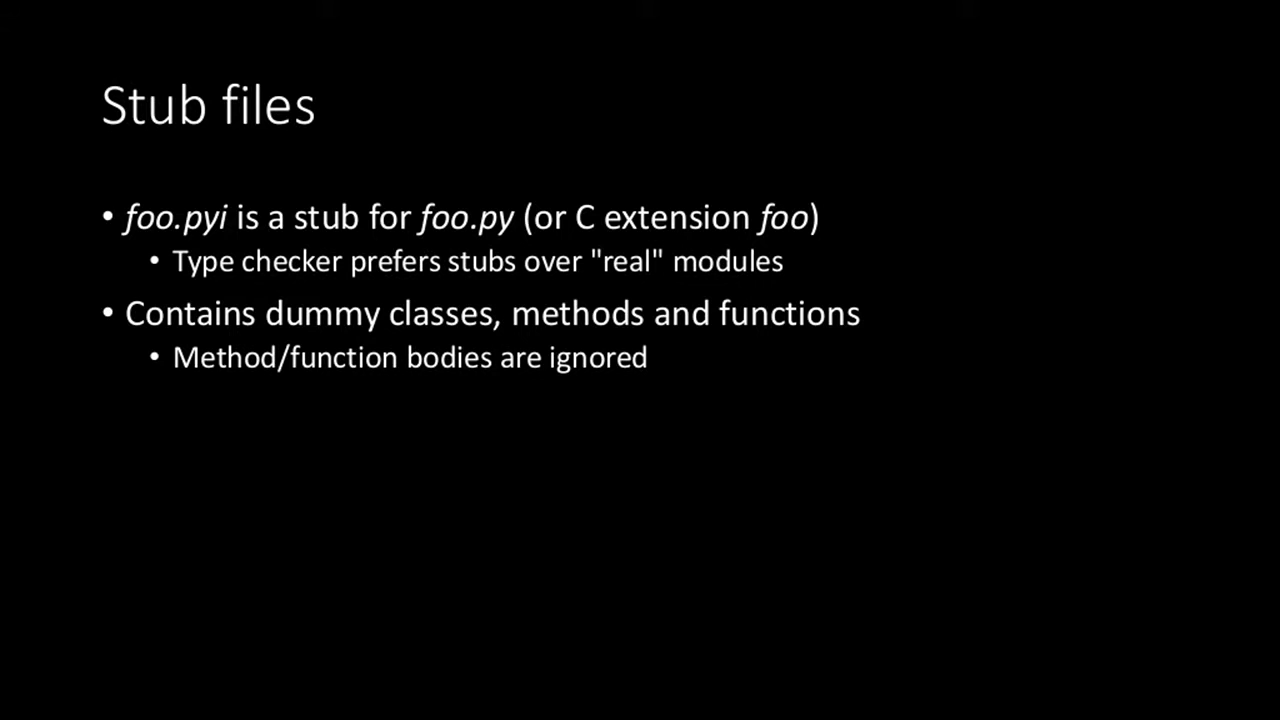 Stub files
• foo.pyi is a stub for foo.py (or C extension foo)
• Type checker prefers stubs over "real" modules
• Contains dummy classes, methods and functions
• Method/function bodies are ignored